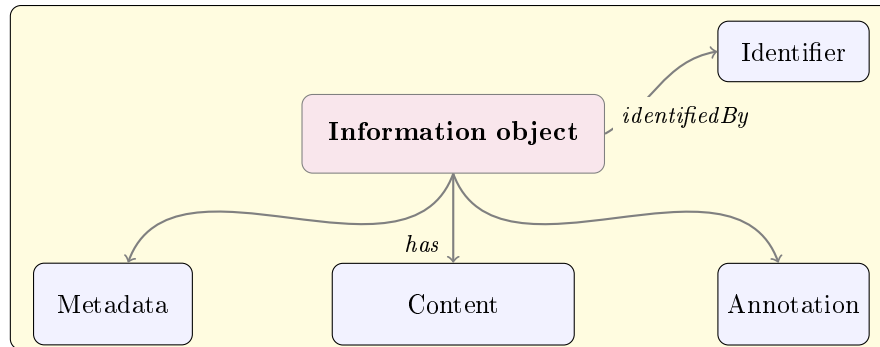 Identifier
identifiedBy
Information object
has
Metadata
Content
Annotation